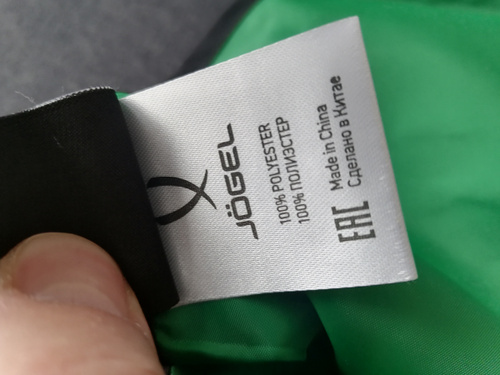 JÖGEL
100% POLYESTER
100% ПОЛИЭСТЕР
Made in China
Сделано в Китае
EAC